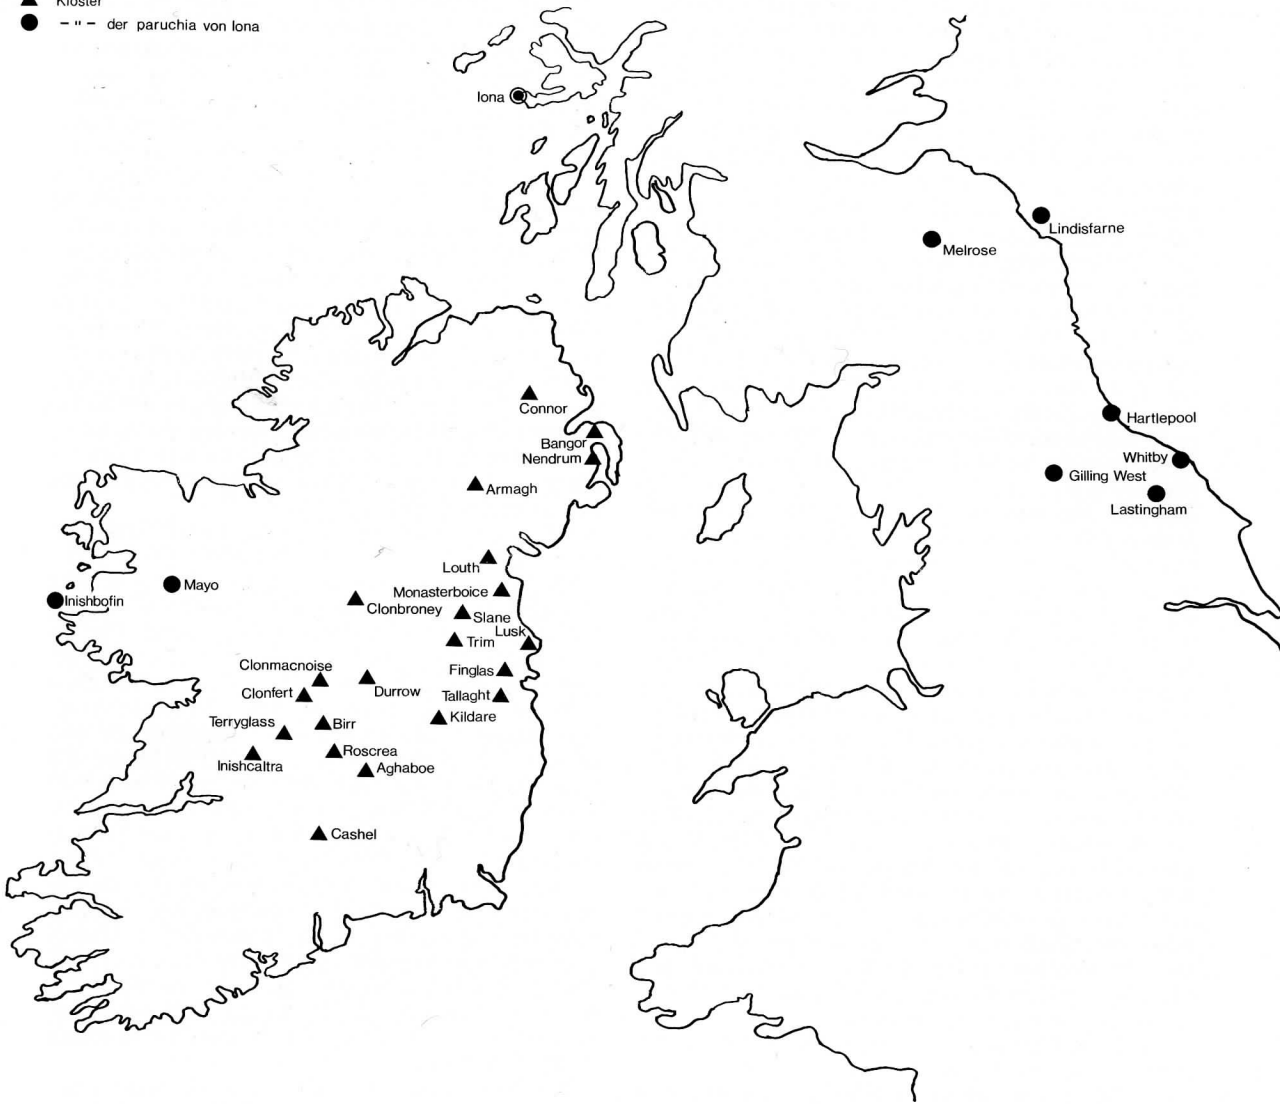 Kloster
– " – der paruchia von Iona
Iona
Lindisfarne
Melrose
Connor
Hartlepool
Bangor
Nendrum
Whitby
Gilling West
Armagh
Lastingham
Louth
Mayo
Monasterboice
Inishbofin
Clonbroney
Slane
Lusk
Trim
Clonmacnoise
Finglas
Durrow
Clonfert
Tallaght
Kildare
Terryglass
Birr
Roscrea
Inishcaltra
Aghaboe
Cashel